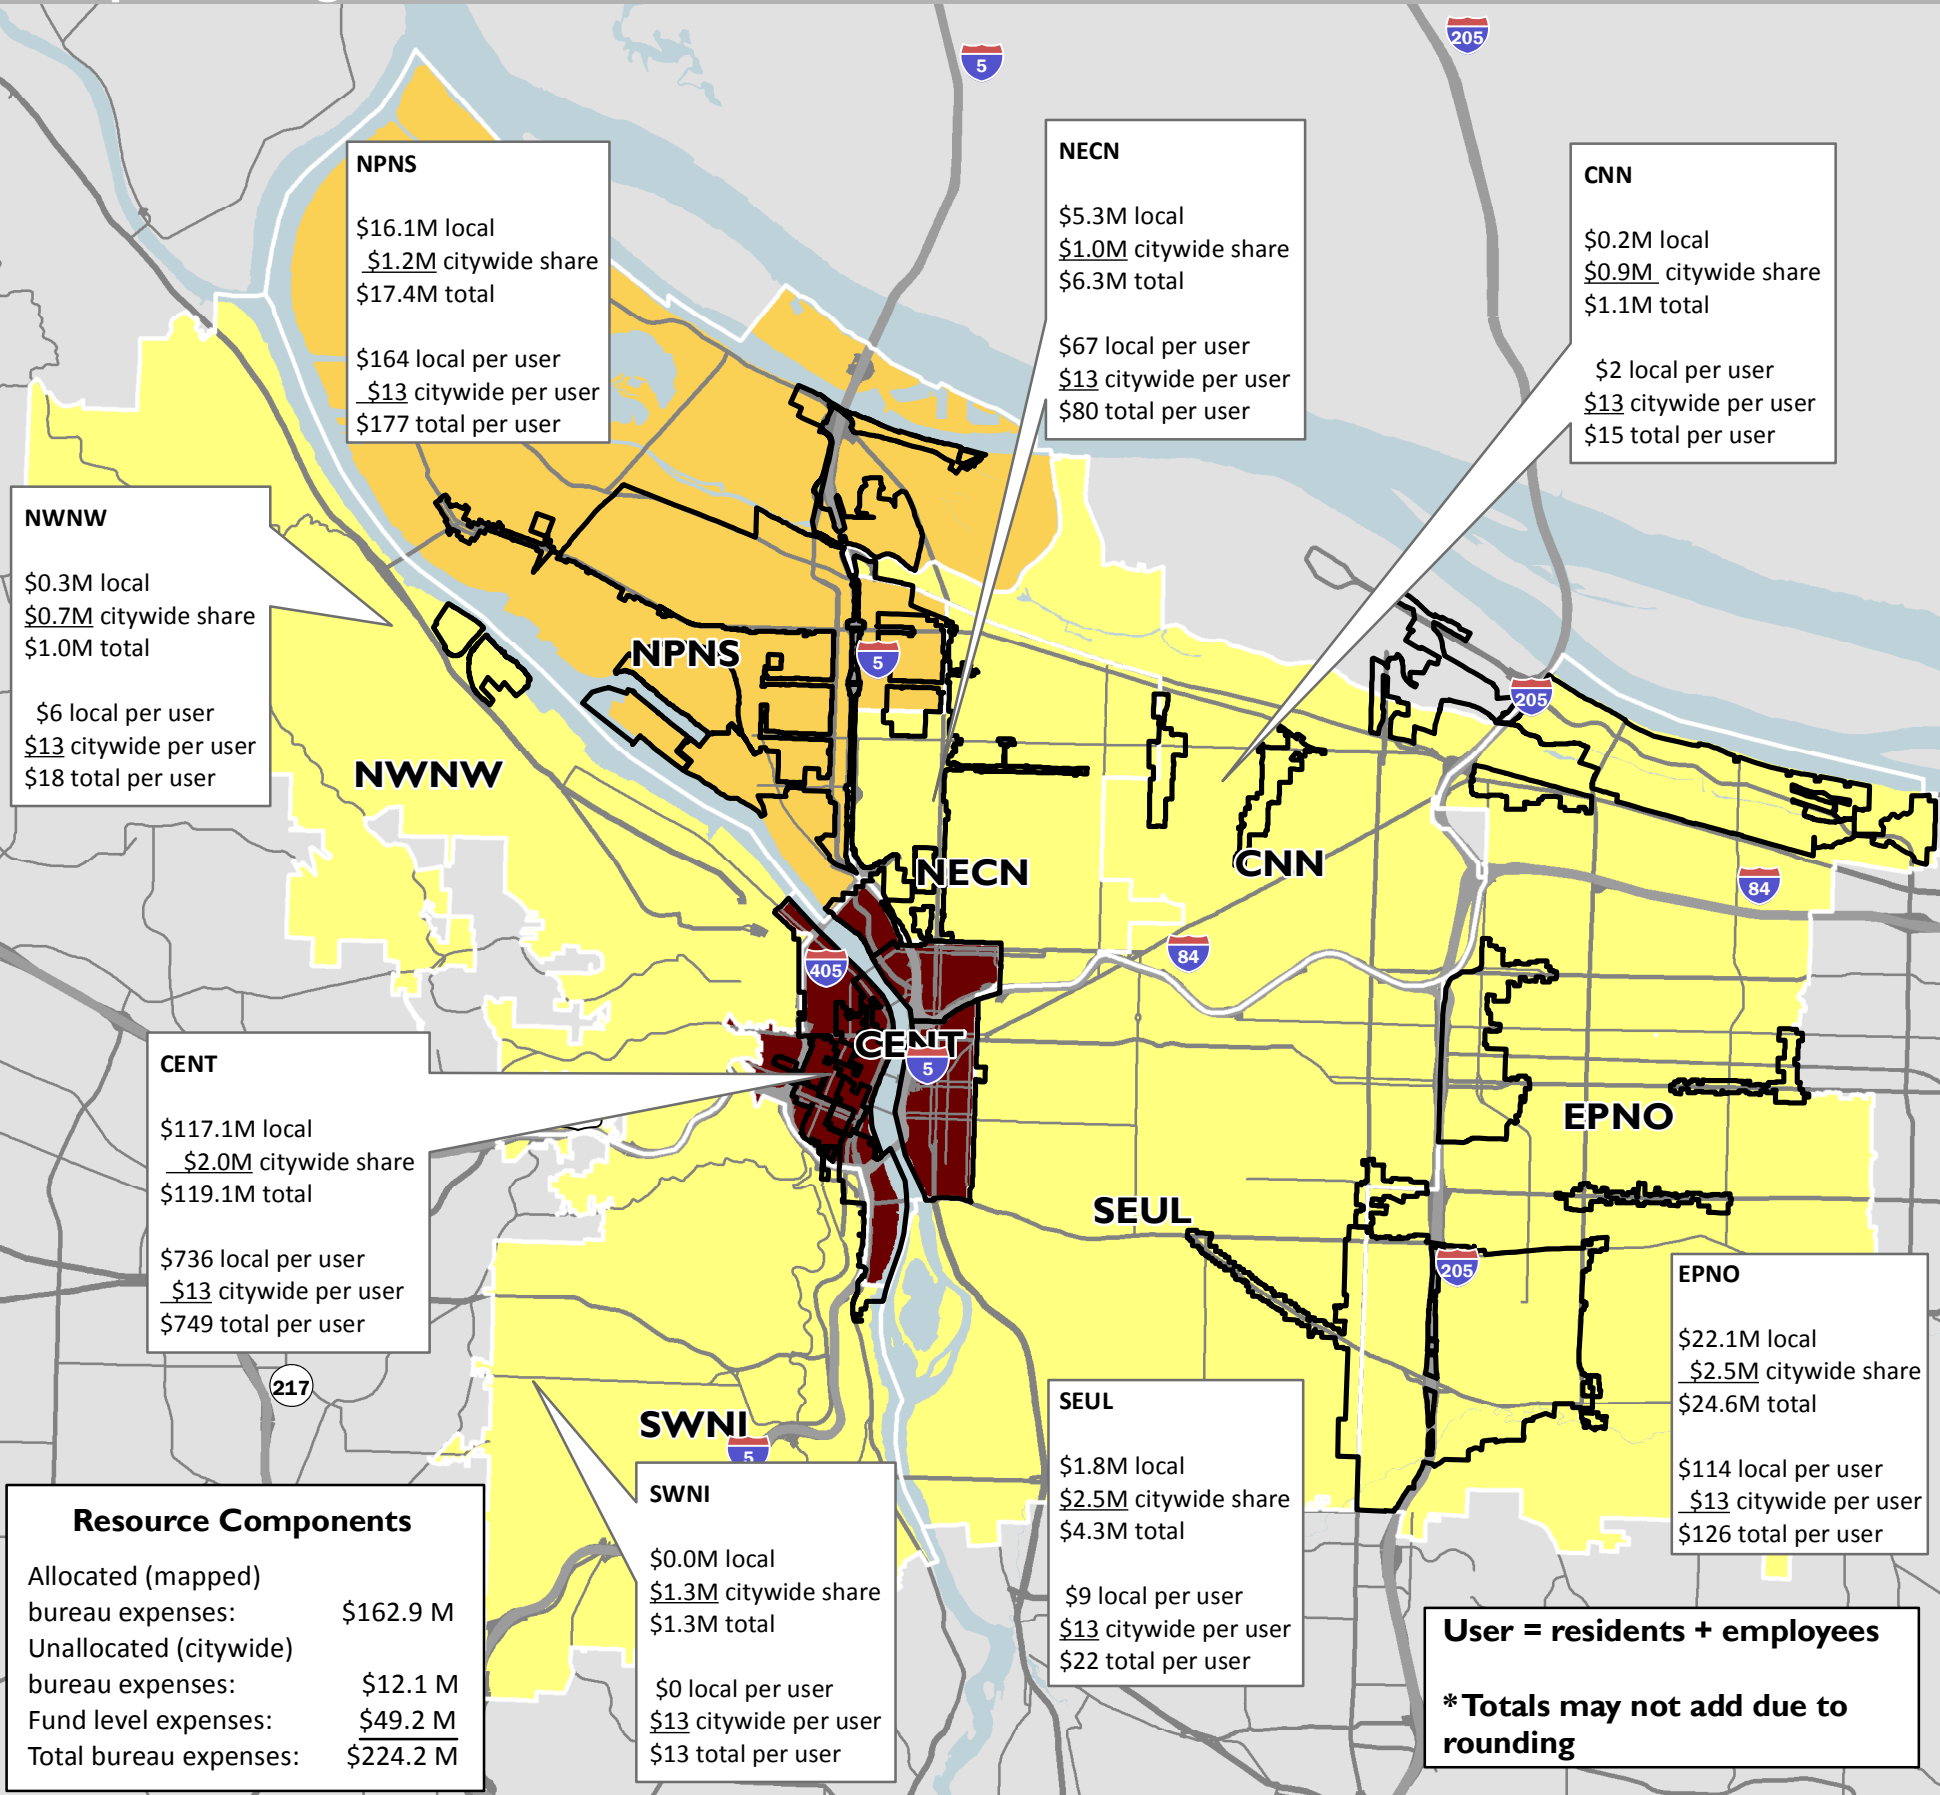 5
205
NPNS
$16.1M local
$1.2M citywide share
$17.4M total
$164 local per user
$13 citywide per user
$177 total per user
NECN
$5.3M local
$1.0M citywide share
$6.3M total
$67 local per user
$13 citywide per user
$80 total per user
CNN
$0.2M local
$0.9M citywide share
$1.1M total
$2 local per user
$13 citywide per user
$15 total per user
NWNW
$0.3M local
$0.7M citywide share
$1.0M total
$6 local per user
$13 citywide per user
$18 total per user
NPNS
5
205
NWNW
NECN
CNN
84
405
84
CENT
5
EPNO
CENT
$117.1M local
$2.0M citywide share
$119.1M total
$736 local per user
$13 citywide per user
$749 total per user
SEUL
205
217
SWNI
5
EPNO
$22.1M local
$2.5M citywide share
$24.6M total
$114 local per user
$13 citywide per user
$126 total per user
SEUL
$1.8M local
$2.5M citywide share
$4.3M total
$9 local per user
$13 citywide per user
$22 total per user
SWNI
$0.0M local
$1.3M citywide share
$1.3M total
$0 local per user
$13 citywide per user
$13 total per user
Resource Components
Allocated (mapped)
bureau expenses: $162.9 M
Unallocated (citywide)
bureau expenses: $12.1 M
Fund level expenses: $49.2 M
Total bureau expenses: $224.2 M
User = residents + employees
*Totals may not add due to
rounding